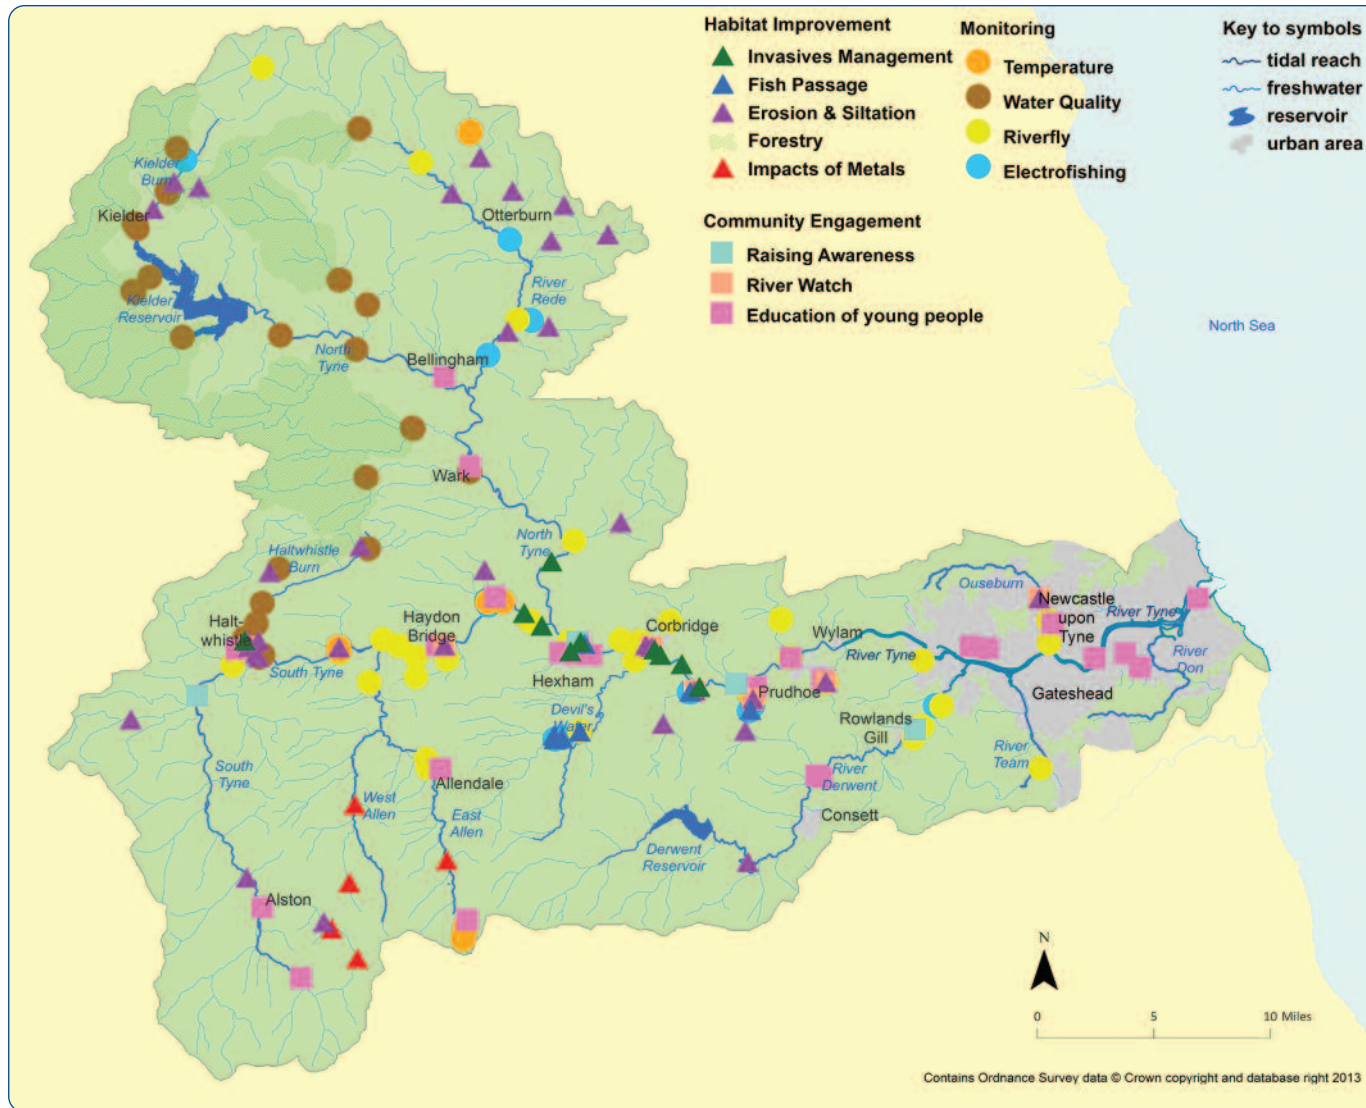 Habitat Improvement
Invasives Management
Fish Passage
Erosion & Siltation
Forestry
Impacts of Metals
Community Engagement
Raising Awareness
River Watch
Education of young people
Monitoring
Temperature
Water Quality
Riverfly
Electrofishing
Key to symbols
tidal reach
freshwater
reservoir
urban area
Kielder
Burn
Kielder
Otterburn
Kielder
Reservoir
River
Rede
North Sea
North
Tyne
Bellingham
Wark
North
Tyne
Haltwhistle
Burn
Halt-
whistle
Haydon
Bridge
South Tyne
Hexham
Corbridge
Wylam
Ouseburn
Newcastle
upon
Tyne
River Tyne
River Tyne
River
Don
Prudhoe
Gateshead
Devil's
Water
Rowlands
Gill
River
Team
South
Tyne
Allendale
West
Allen
East
Allen
River
Derwent
Consett
Derwent
Reservoir
Alston
N
0
5
10 Miles
Contains Ordnance Survey data © Crown copyright and database right 2013